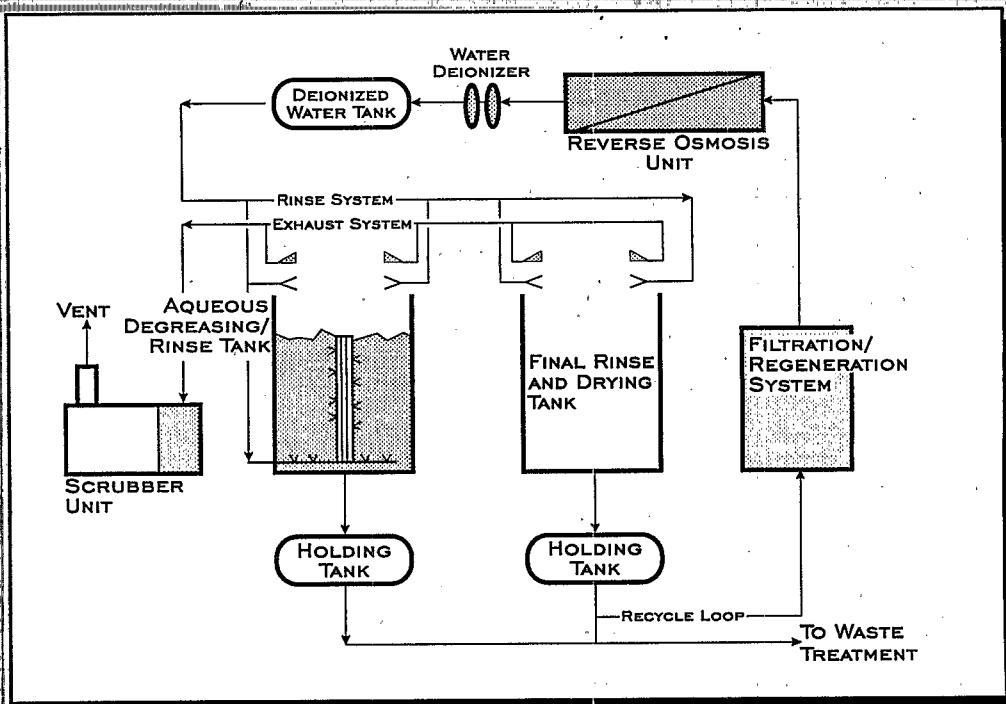 WATER
DEIONIZER
DEIONIZED
WATER TANK
REVERSE OSMOSIS
UNIT
RINSE SYSTEM
EXHAUST SYSTEM
VENT
AQUEOUS
DEGREASING/
RINSE TANK
FINAL RINSE
AND DRYING
TANK
FILTRATION/
REGENERATION
SYSTEM
SCRUBBER
UNIT
HOLDING
TANK
HOLDING
TANK
RECYCLE LOOP
TO WASTE
TREATMENT